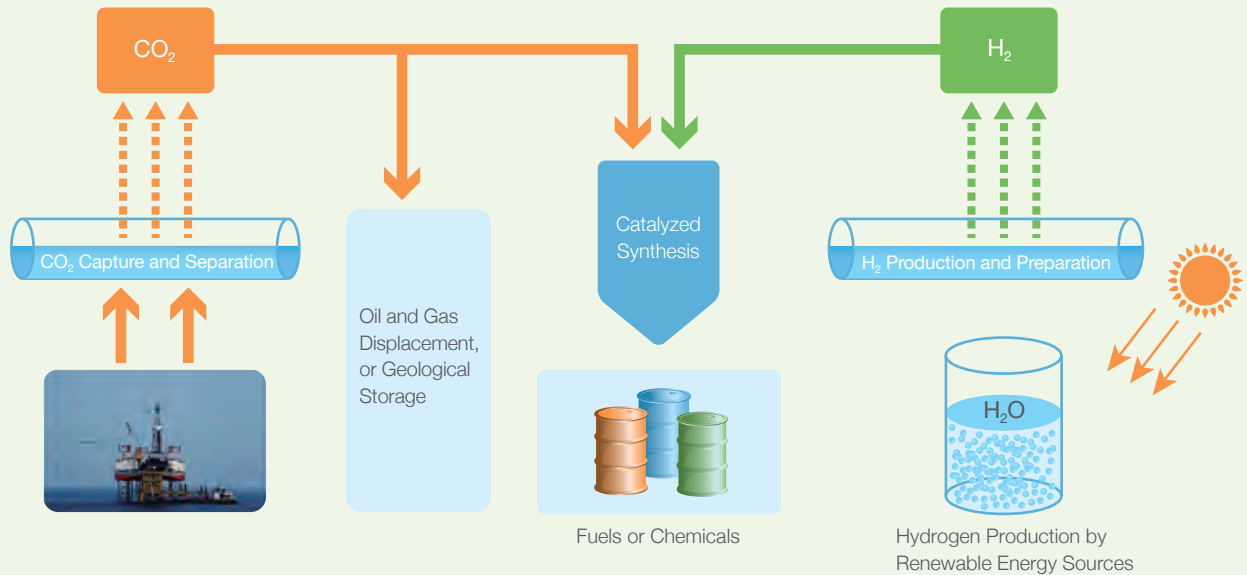 CO₂
H₂
Catalyzed
Synthesis
CO₂ Capture and Separation
H₂ Production and Preparation
Oil and Gas
Displacement,
or Geological
Storage
H₂O
Fuels or Chemicals
Hydrogen Production by
Renewable Energy Sources